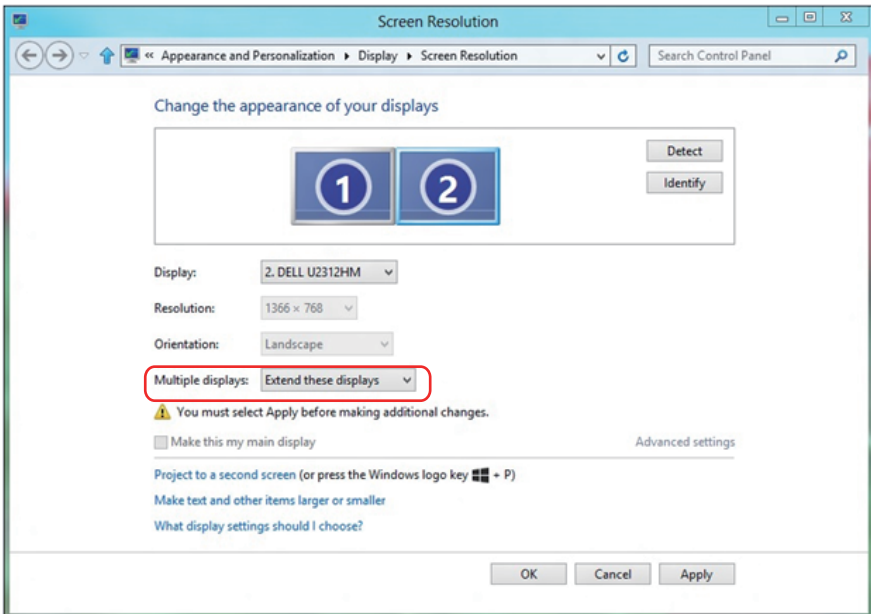 Screen Resolution
« Appearance and Personalization ▸ Display ▸ Screen Resolution
Search Control Panel
Change the appearance of your displays
1 2
Detect
Identify
Display: 2. DELL U2312HM
Resolution: 1366 × 768
Orientation: Landscape
Multiple displays: Extend these displays
You must select Apply before making additional changes.
Make this my main display
Advanced settings
Project to a second screen (or press the Windows logo key + P)
Make text and other items larger or smaller
What display settings should I choose?
OK Cancel Apply